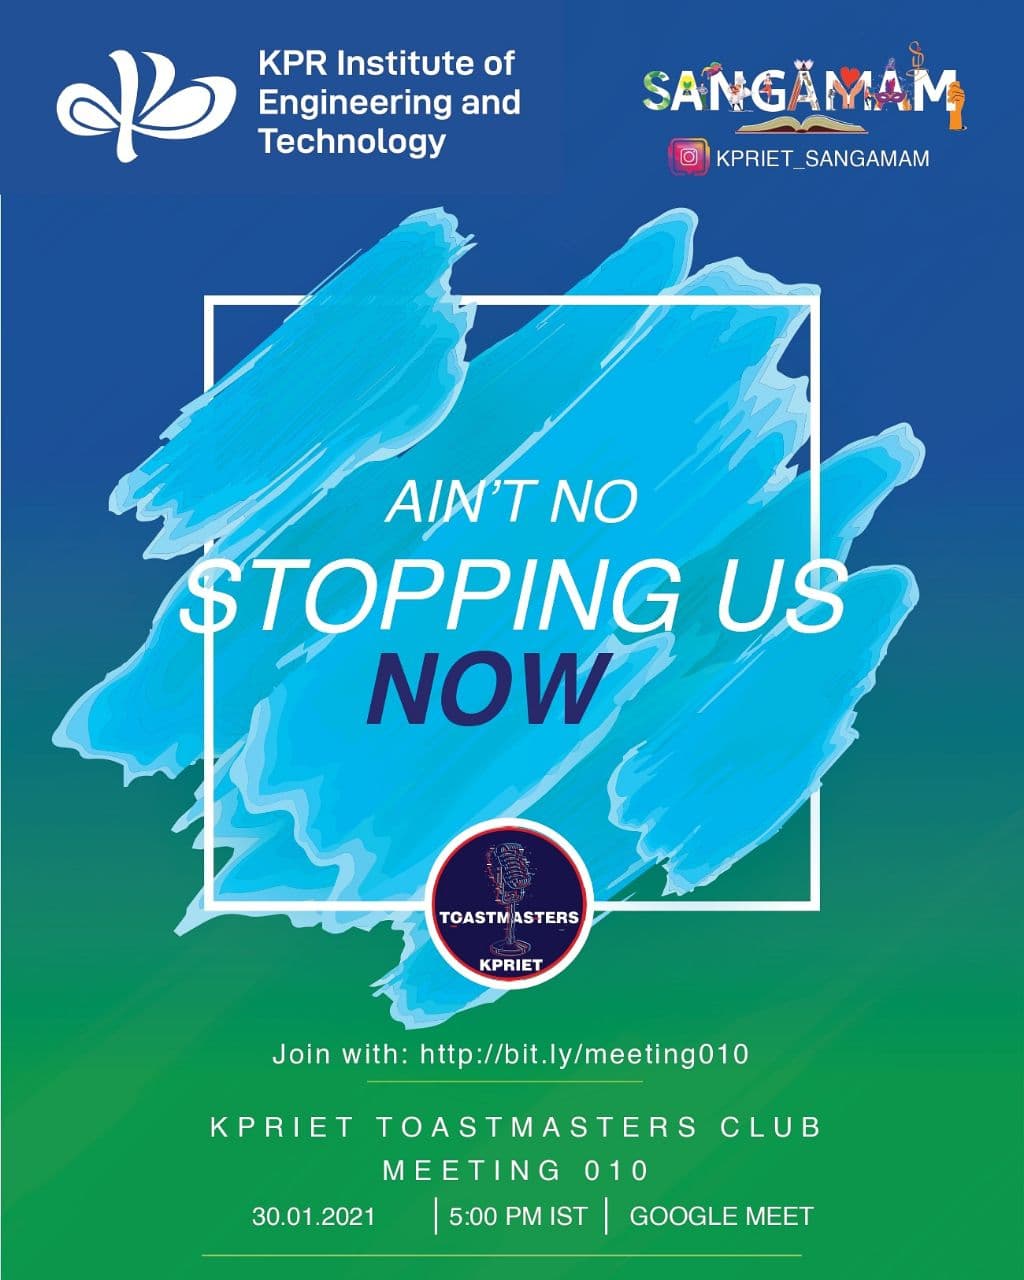 KPR Institute of
Engineering and
Technology
SANGAMAM
KPRIET_SANGAMAM
AIN'T NO
STOPPING US
NOW
TOASTMASTERS
KPRIET
Join with: http://bit.ly/meeting010
KPRIET TOASTMASTERS CLUB
MEETING 010
30.01.2021 | 5:00 PM IST | GOOGLE MEET